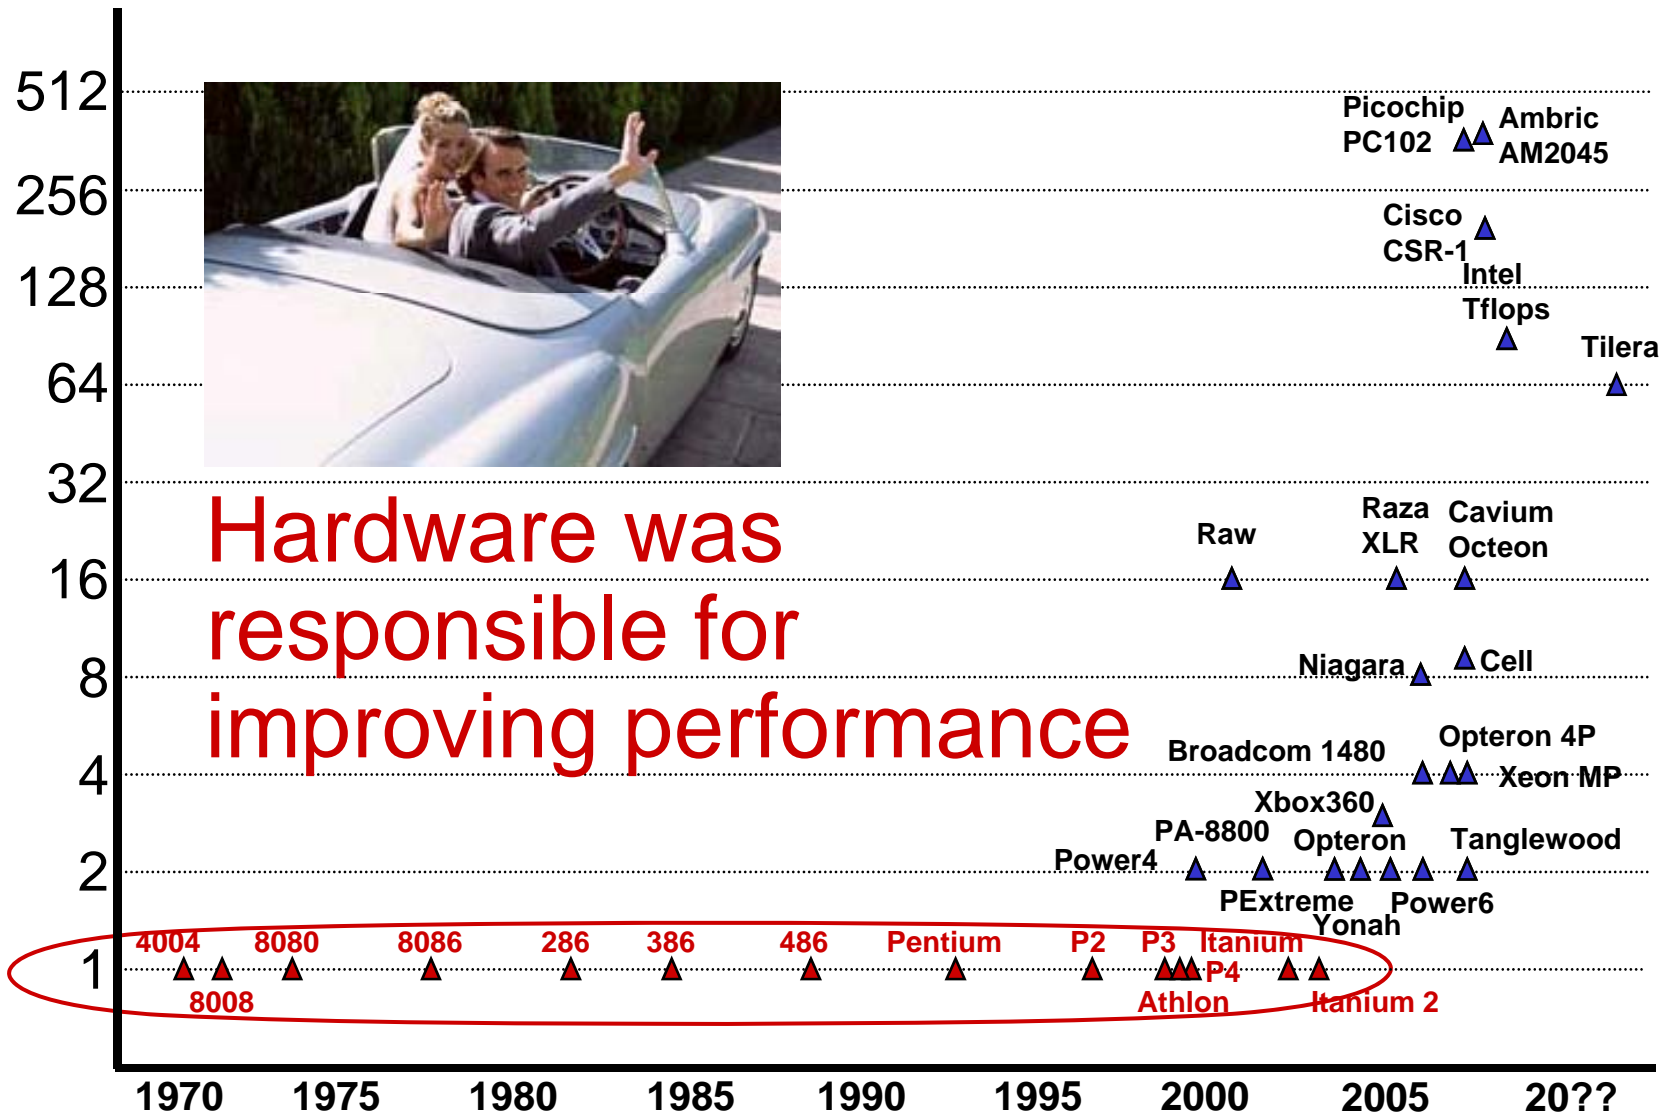 512
Picochip
PC102
Ambric
AM2045
256
Cisco
CSR-1
128
Intel
Tflops
Tilera
64
32
Hardware was
responsible for
improving performance
Raw
Raza
XLR
Cavium
Octeon
16
Niagara
Cell
8
Broadcom 1480
Opteron 4P
Xeon MP
4
Xbox360
PA-8800
Opteron
Tanglewood
Power4
2
PExtreme
Power6
Yonah
4004
8080
8086
286
386
486
Pentium
P2
P3
Itanium
1
P4
8008
Athlon
Itanium 2
1970
1975
1980
1985
1990
1995
2000
2005
20??